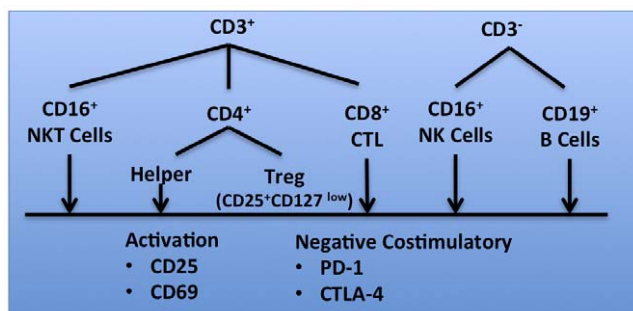 CD3⁺ CD3⁻
CD16⁺ CD4⁺ CD8⁺ CD16⁺ CD19⁺
NKT Cells CTL NK Cells B Cells
Helper Treg
(CD25⁺CD127 ˡᵒʷ)
Activation Negative Costimulatory
• CD25 • PD-1
• CD69 • CTLA-4